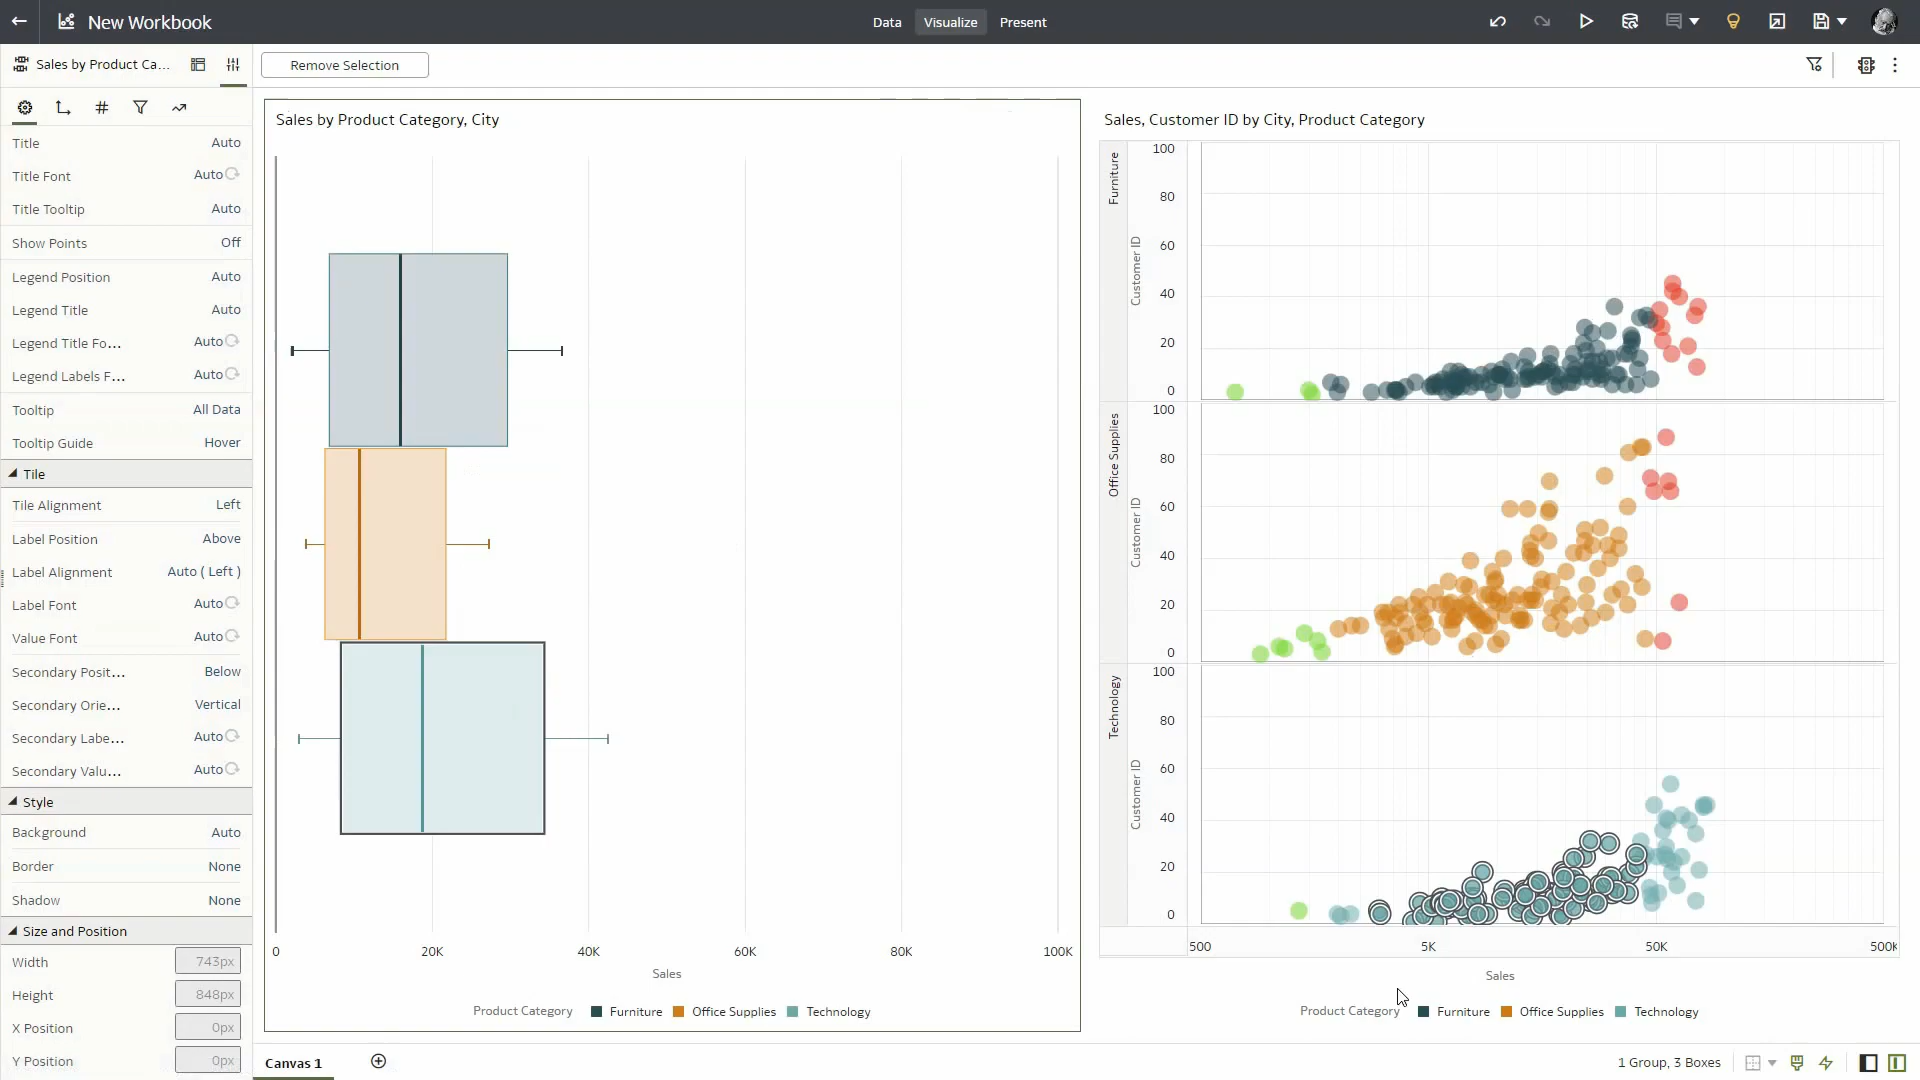 New Workbook
Data
Visualize
Present
Sales by Product Ca...
Remove Selection
Title
Auto
Title Font
Auto
Title Tooltip
Auto
Show Points
Off
Legend Position
Auto
Legend Title
Auto
Legend Title Fo...
Auto
Legend Labels F...
Auto
Tooltip
All Data
Tooltip Guide
Hover
Tile
Tile Alignment
Left
Label Position
Above
Label Alignment
Auto ( Left )
Label Font
Auto
Value Font
Auto
Secondary Posit...
Below
Secondary Orie...
Vertical
Secondary Labe...
Auto
Secondary Valu...
Auto
Style
Background
Auto
Border
None
Shadow
None
Size and Position
Width
743px
Height
848px
X Position
0px
Y Position
0px
Sales by Product Category, City
0
20K
40K
60K
80K
100K
Sales
Product Category
Furniture
Office Supplies
Technology
Sales, Customer ID by City, Product Category
Furniture
Customer ID
100
80
60
40
20
0
Office Supplies
Customer ID
100
80
60
40
20
0
Technology
Customer ID
100
80
60
40
20
0
500
5K
50K
500K
Sales
Product Category
Furniture
Office Supplies
Technology
Canvas 1
1 Group, 3 Boxes